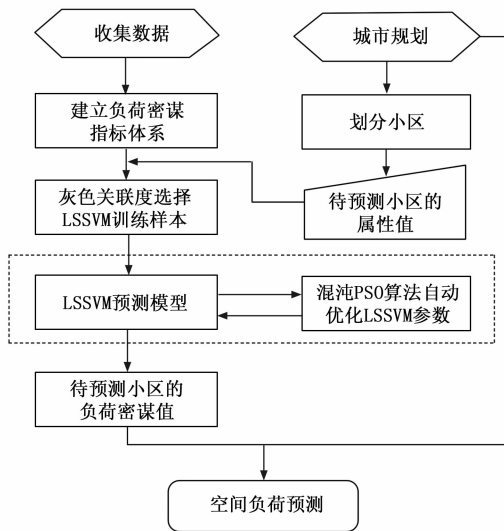 收集数据
城市规划
建立负荷密谋
指标体系
划分小区
灰色关联度选择
LSSVM训练样本
待预测小区的
属性值
LSSVM预测模型
混沌PSO算法自动
优化LSSVM参数
待预测小区的
负荷密谋值
空间负荷预测